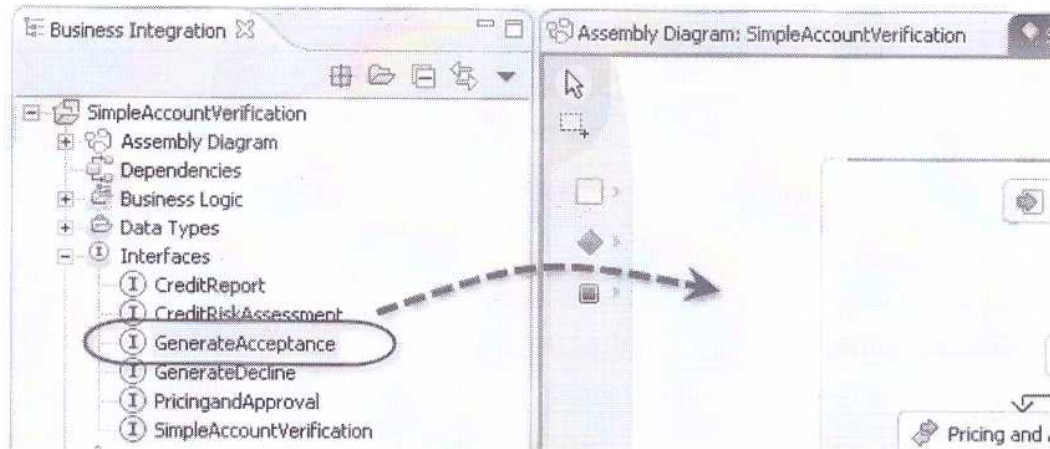 Business Integration
SimpleAccountVerification
Assembly Diagram
Dependencies
Business Logic
Data Types
Interfaces
CreditReport
CreditRiskAssessment
GenerateAcceptance
GenerateDecline
PricingandApproval
SimpleAccountVerification
Assembly Diagram: SimpleAccountVerification
Pricing and